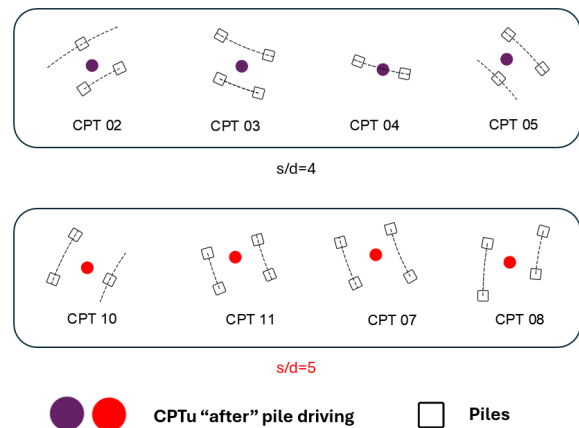 CPT 02 CPT 03 CPT 04 CPT 05
s/d=4
CPT 10 CPT 11 CPT 07 CPT 08
s/d=5
CPTu “after” pile driving Piles